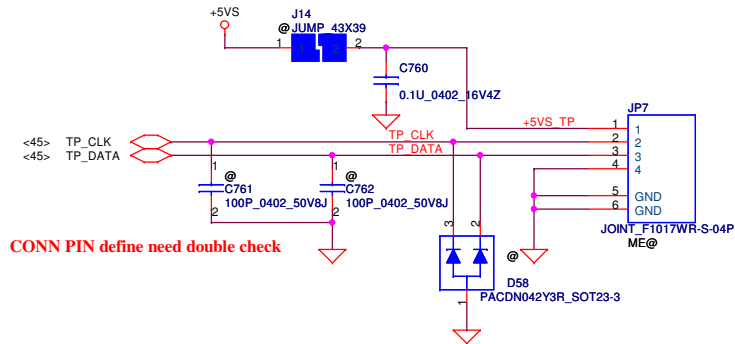 +5VS
J14
@
JUMP_43X39
1
1
2
2
C760
0.1U_0402_16V4Z
JP7
+5VS_TP
1
1
<45> TP_CLK
TP_CLK
2
2
<45> TP_DATA
TP_DATA
3
3
4
4
1
@
C761
100P_0402_50V8J
2
1
@
C762
100P_0402_50V8J
2
5
GND
6
GND
JOINT_F1017WR-S-04P
ME@
3
2
CONN PIN define need double check
@
D58
PACDN042Y3R_SOT23-3
1